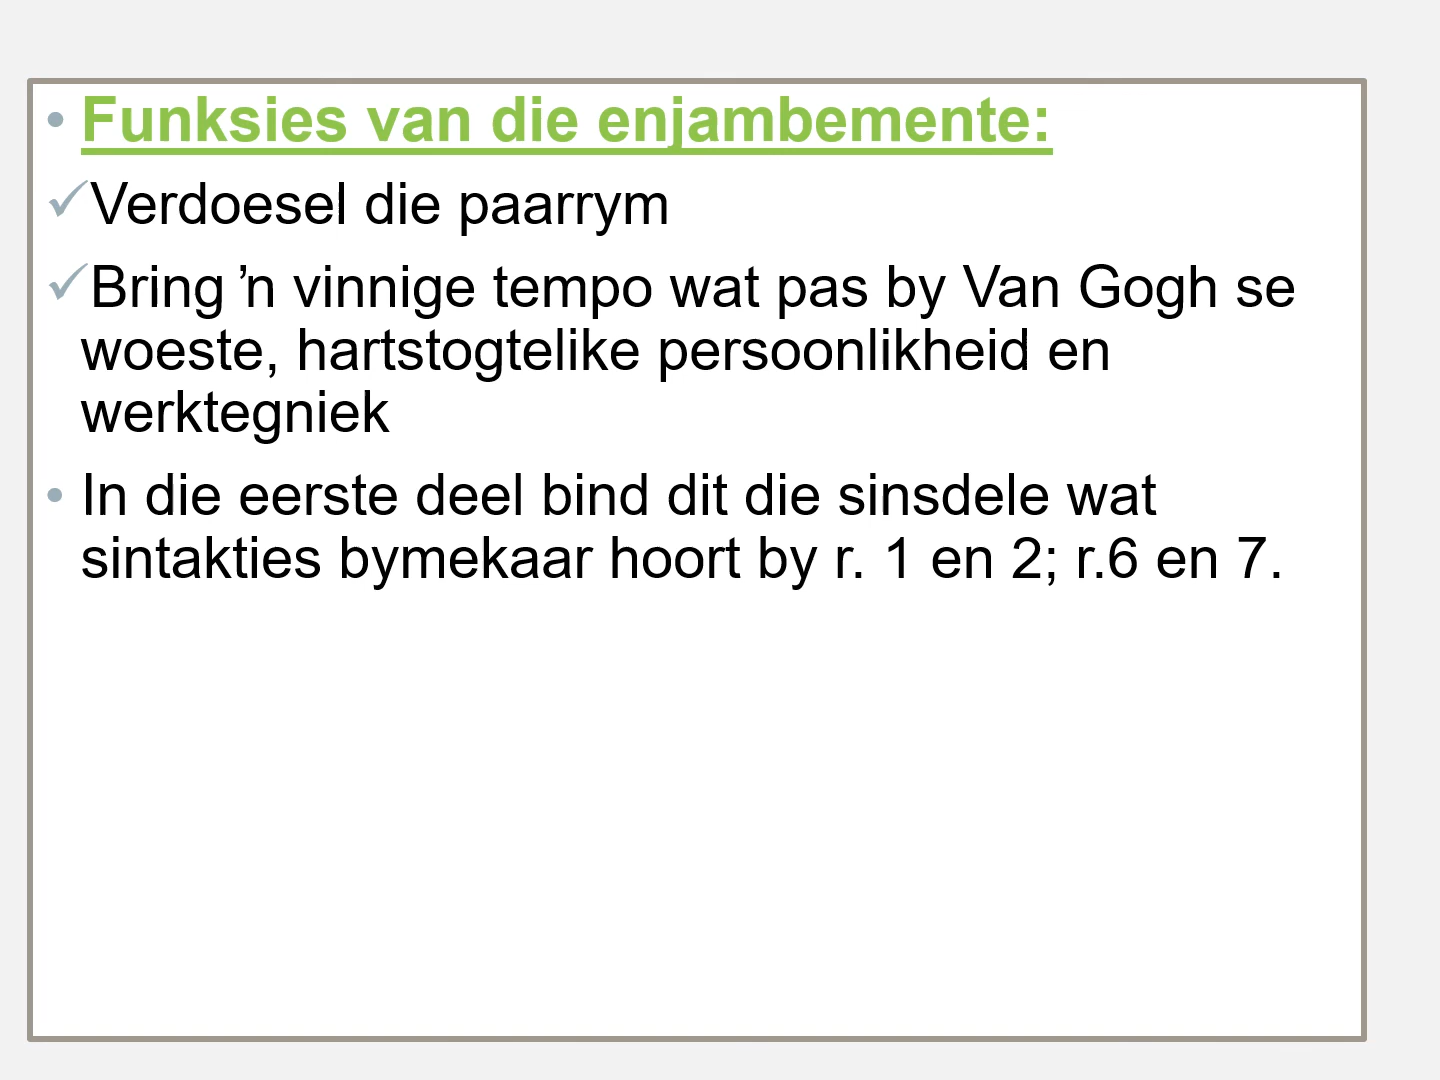 • Funksies van die enjambemente:
✓Verdoesel die paarrym
✓Bring ŉ vinnige tempo wat pas by Van Gogh se
woeste, hartstogtelike persoonlikheid en
werktegniek
• In die eerste deel bind dit die sinsdele wat
sintakties bymekaar hoort by r. 1 en 2; r.6 en 7.